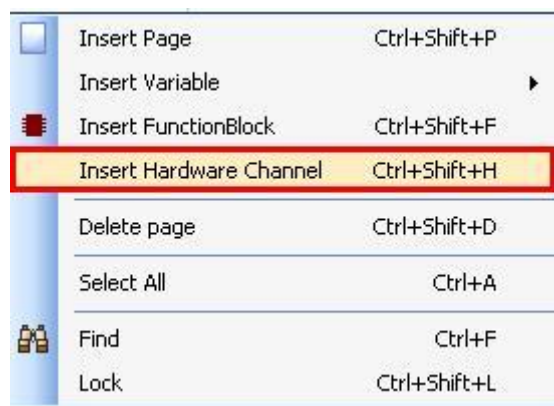 Insert Page Ctrl+Shift+P
Insert Variable
Insert FunctionBlock Ctrl+Shift+F
Insert Hardware Channel Ctrl+Shift+H
Delete page Ctrl+Shift+D
Select All Ctrl+A
Find Ctrl+F
Lock Ctrl+Shift+L